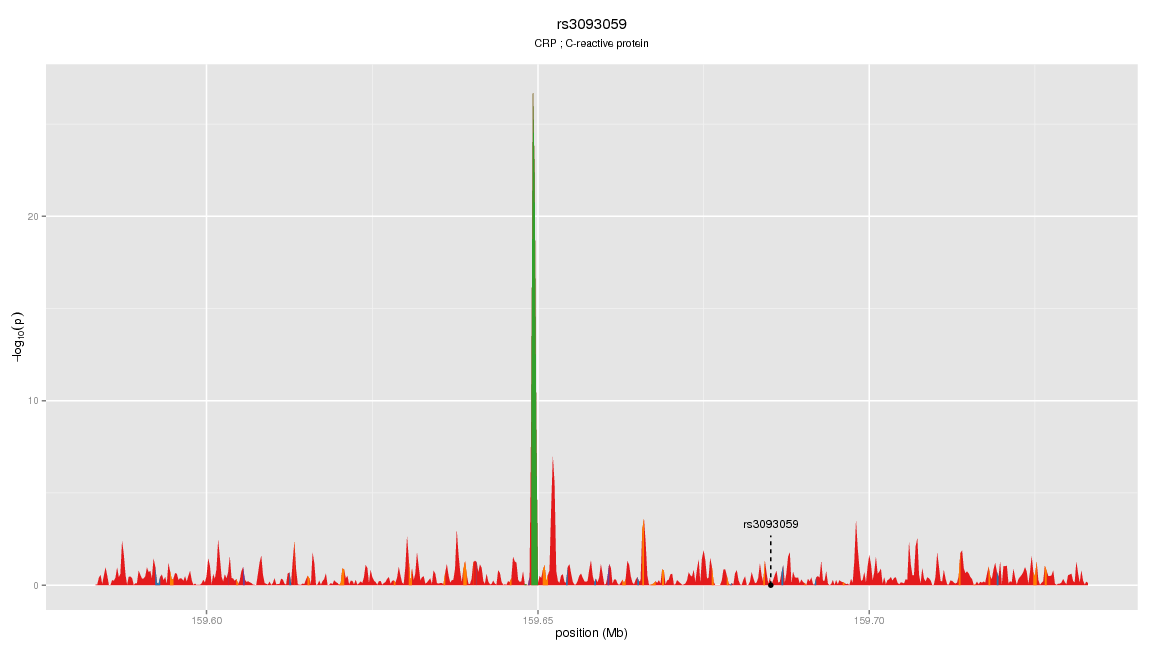 rs3093059
CRP ; C-reactive protein
−log10(p)
20
10
0
rs3093059
159.60
159.65
159.70
position (Mb)